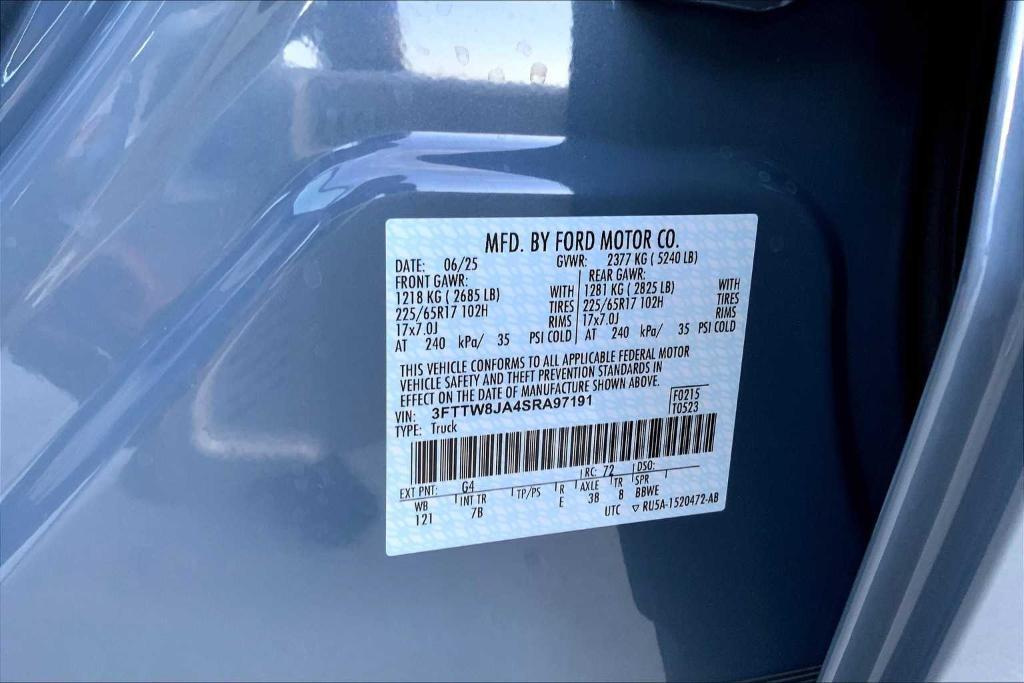 MFD. BY FORD MOTOR CO.
DATE: 06/25 GVWR: 2377 KG ( 5240 LB)
FRONT GAWR: REAR GAWR:
1218 KG ( 2685 LB) WITH 1281 KG ( 2825 LB) WITH
225/65R17 102H TIRES 225/65R17 102H TIRES
17x7.0J RIMS 17x7.0J RIMS
AT 240 kPa/ 35 PSI COLD AT 240 kPa/ 35 PSI COLD
THIS VEHICLE CONFORMS TO ALL APPLICABLE FEDERAL MOTOR
VEHICLE SAFETY AND THEFT PREVENTION STANDARDS IN
EFFECT ON THE DATE OF MANUFACTURE SHOWN ABOVE.
VIN: 3FTTW8JA4SRA97191 F0215
TYPE: Truck T0523
EXT PNT: G4 RC: 72 DSO:
WB INT TR TP/PS R AXLE TR SPR
121 7B E 38 8 BBWE
UTC ▽ RU5A-1520472-AB